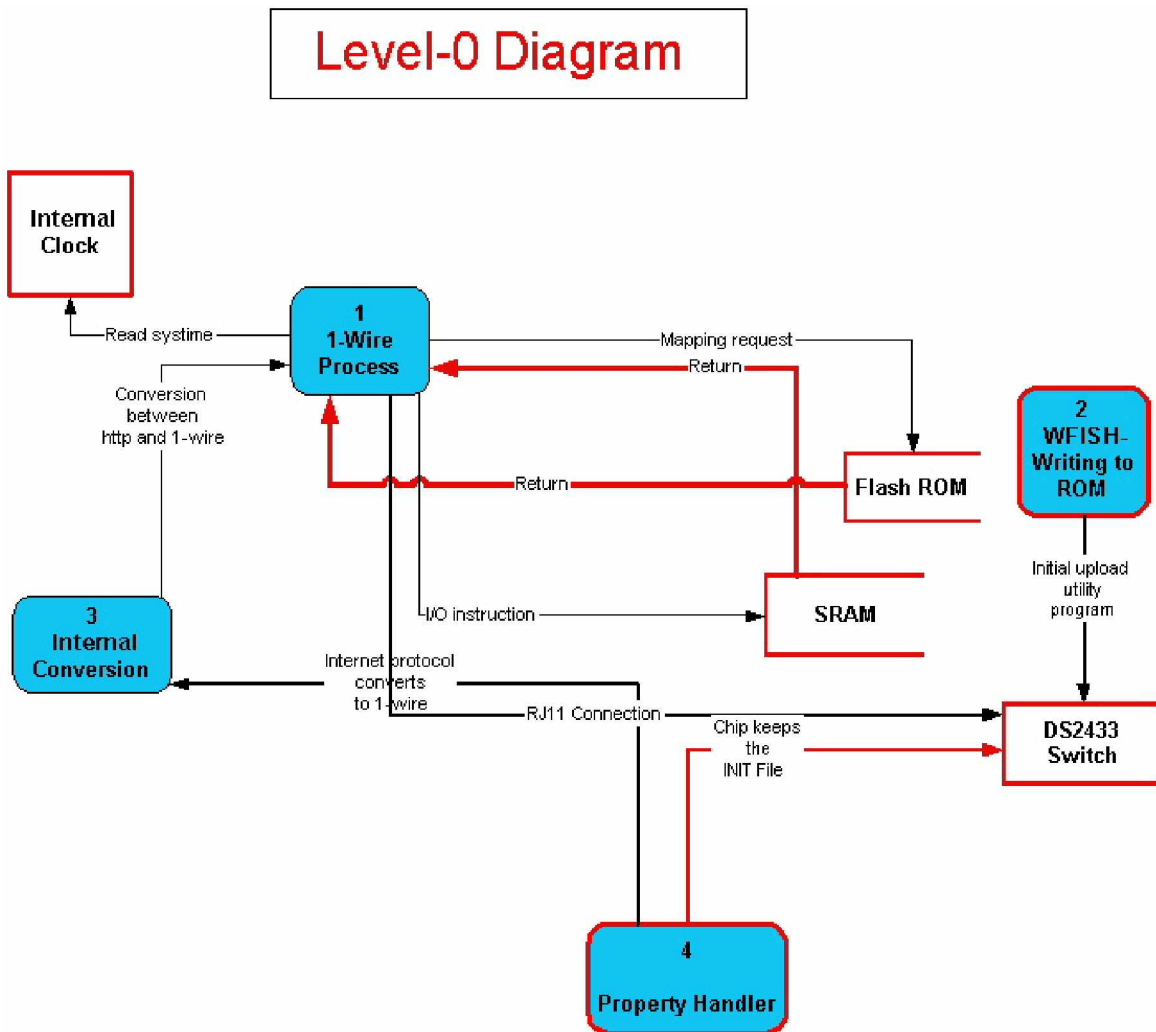 Level-0 Diagram
Internal
Clock
1
1-Wire
Process
Read systime
Mapping request
Return
Conversion
between
http and 1-wire
2
WFISH-
Writing to
ROM
Return
Flash ROM
Initial upload
utility
program
3
Internal
Conversion
I/O instruction
SRAM
Internet protocol
converts
to 1-wire
RJ11 Connection
Chip keeps
the
INIT File
DS2433
Switch
4
Property Handler